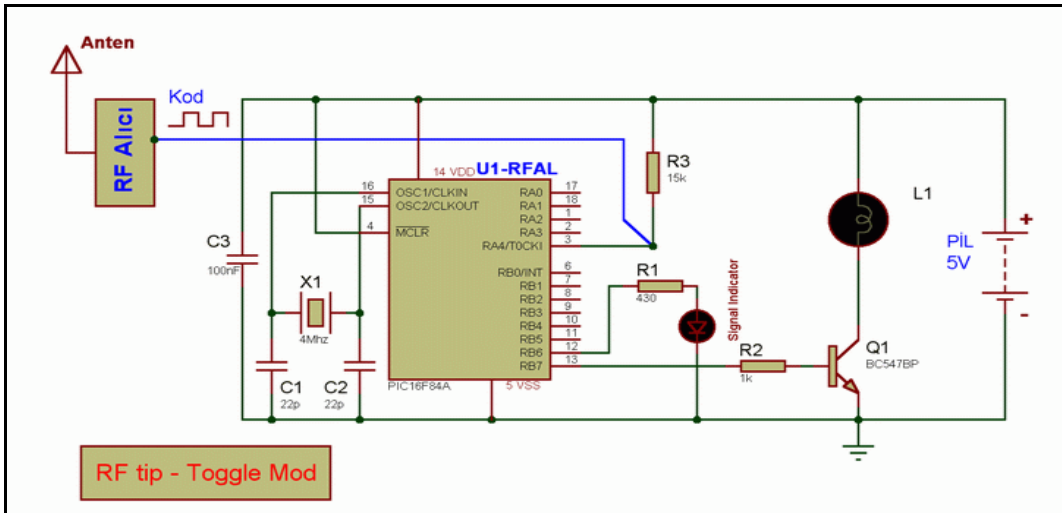 Anten
Kod
RF Alıcı
14 VDD
U1-RFAL
16
15
4
OSC1/CLKIN
OSC2/CLKOUT
MCLR
RA0
RA1
RA2
RA3
RA4/T0CKI
RB0/INT
RB1
RB2
RB3
RB4
RB5
RB6
RB7
17
18
1
2
3
6
7
8
9
10
11
12
13
PIC16F84A
5 VSS
R3
15k
L1
PİL
5V
+
-
C3
100nF
X1
4Mhz
C1
22p
C2
22p
R1
430
Signal Indicator
R2
1k
Q1
BC547BP
RF tip - Toggle Mod